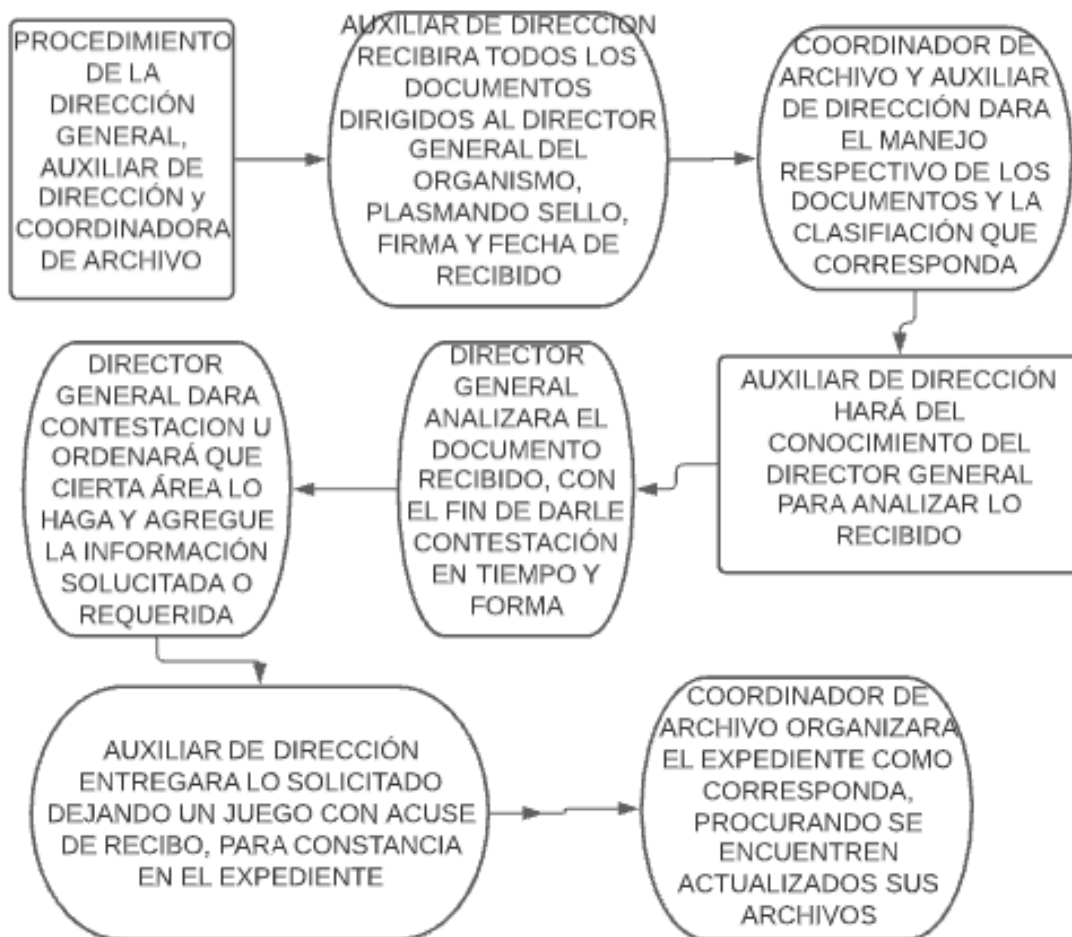 PROCEDIMIENTO
DE LA
DIRECCIÓN
GENERAL,
AUXILIAR DE
DIRECCIÓN y
COORDINADORA
DE ARCHIVO
AUXILIAR DE DIRECCION
RECIBIRA TODOS LOS
DOCUMENTOS
DIRIGIDOS AL DIRECTOR
GENERAL DEL
ORGANISMO,
PLASMANDO SELLO,
FIRMA Y FECHA DE
RECIBIDO
COORDINADOR DE
ARCHIVO Y AUXILIAR
DE DIRECCIÓN DARA
EL MANEJO
RESPECTIVO DE LOS
DOCUMENTOS Y LA
CLASIFIACIÓN QUE
CORRESPONDA
AUXILIAR DE DIRECCIÓN
HARÁ DEL
CONOCIMIENTO DEL
DIRECTOR GENERAL
PARA ANALIZAR LO
RECIBIDO
DIRECTOR
GENERAL
ANALIZARA EL
DOCUMENTO
RECIBIDO, CON
EL FIN DE DARLE
CONTESTACIÓN
EN TIEMPO Y
FORMA
DIRECTOR
GENERAL DARA
CONTESTACION U
ORDENARÁ QUE
CIERTA ÁREA LO
HAGA Y AGREGUE
LA INFORMACIÓN
SOLUCITADA O
REQUERIDA
AUXILIAR DE DIRECCIÓN
ENTREGARA LO SOLICITADO
DEJANDO UN JUEGO CON ACUSE
DE RECIBO, PARA CONSTANCIA
EN EL EXPEDIENTE
COORDINADOR DE
ARCHIVO ORGANIZARA
EL EXPEDIENTE COMO
CORRESPONDA,
PROCURANDO SE
ENCUENTREN
ACTUALIZADOS SUS
ARCHIVOS